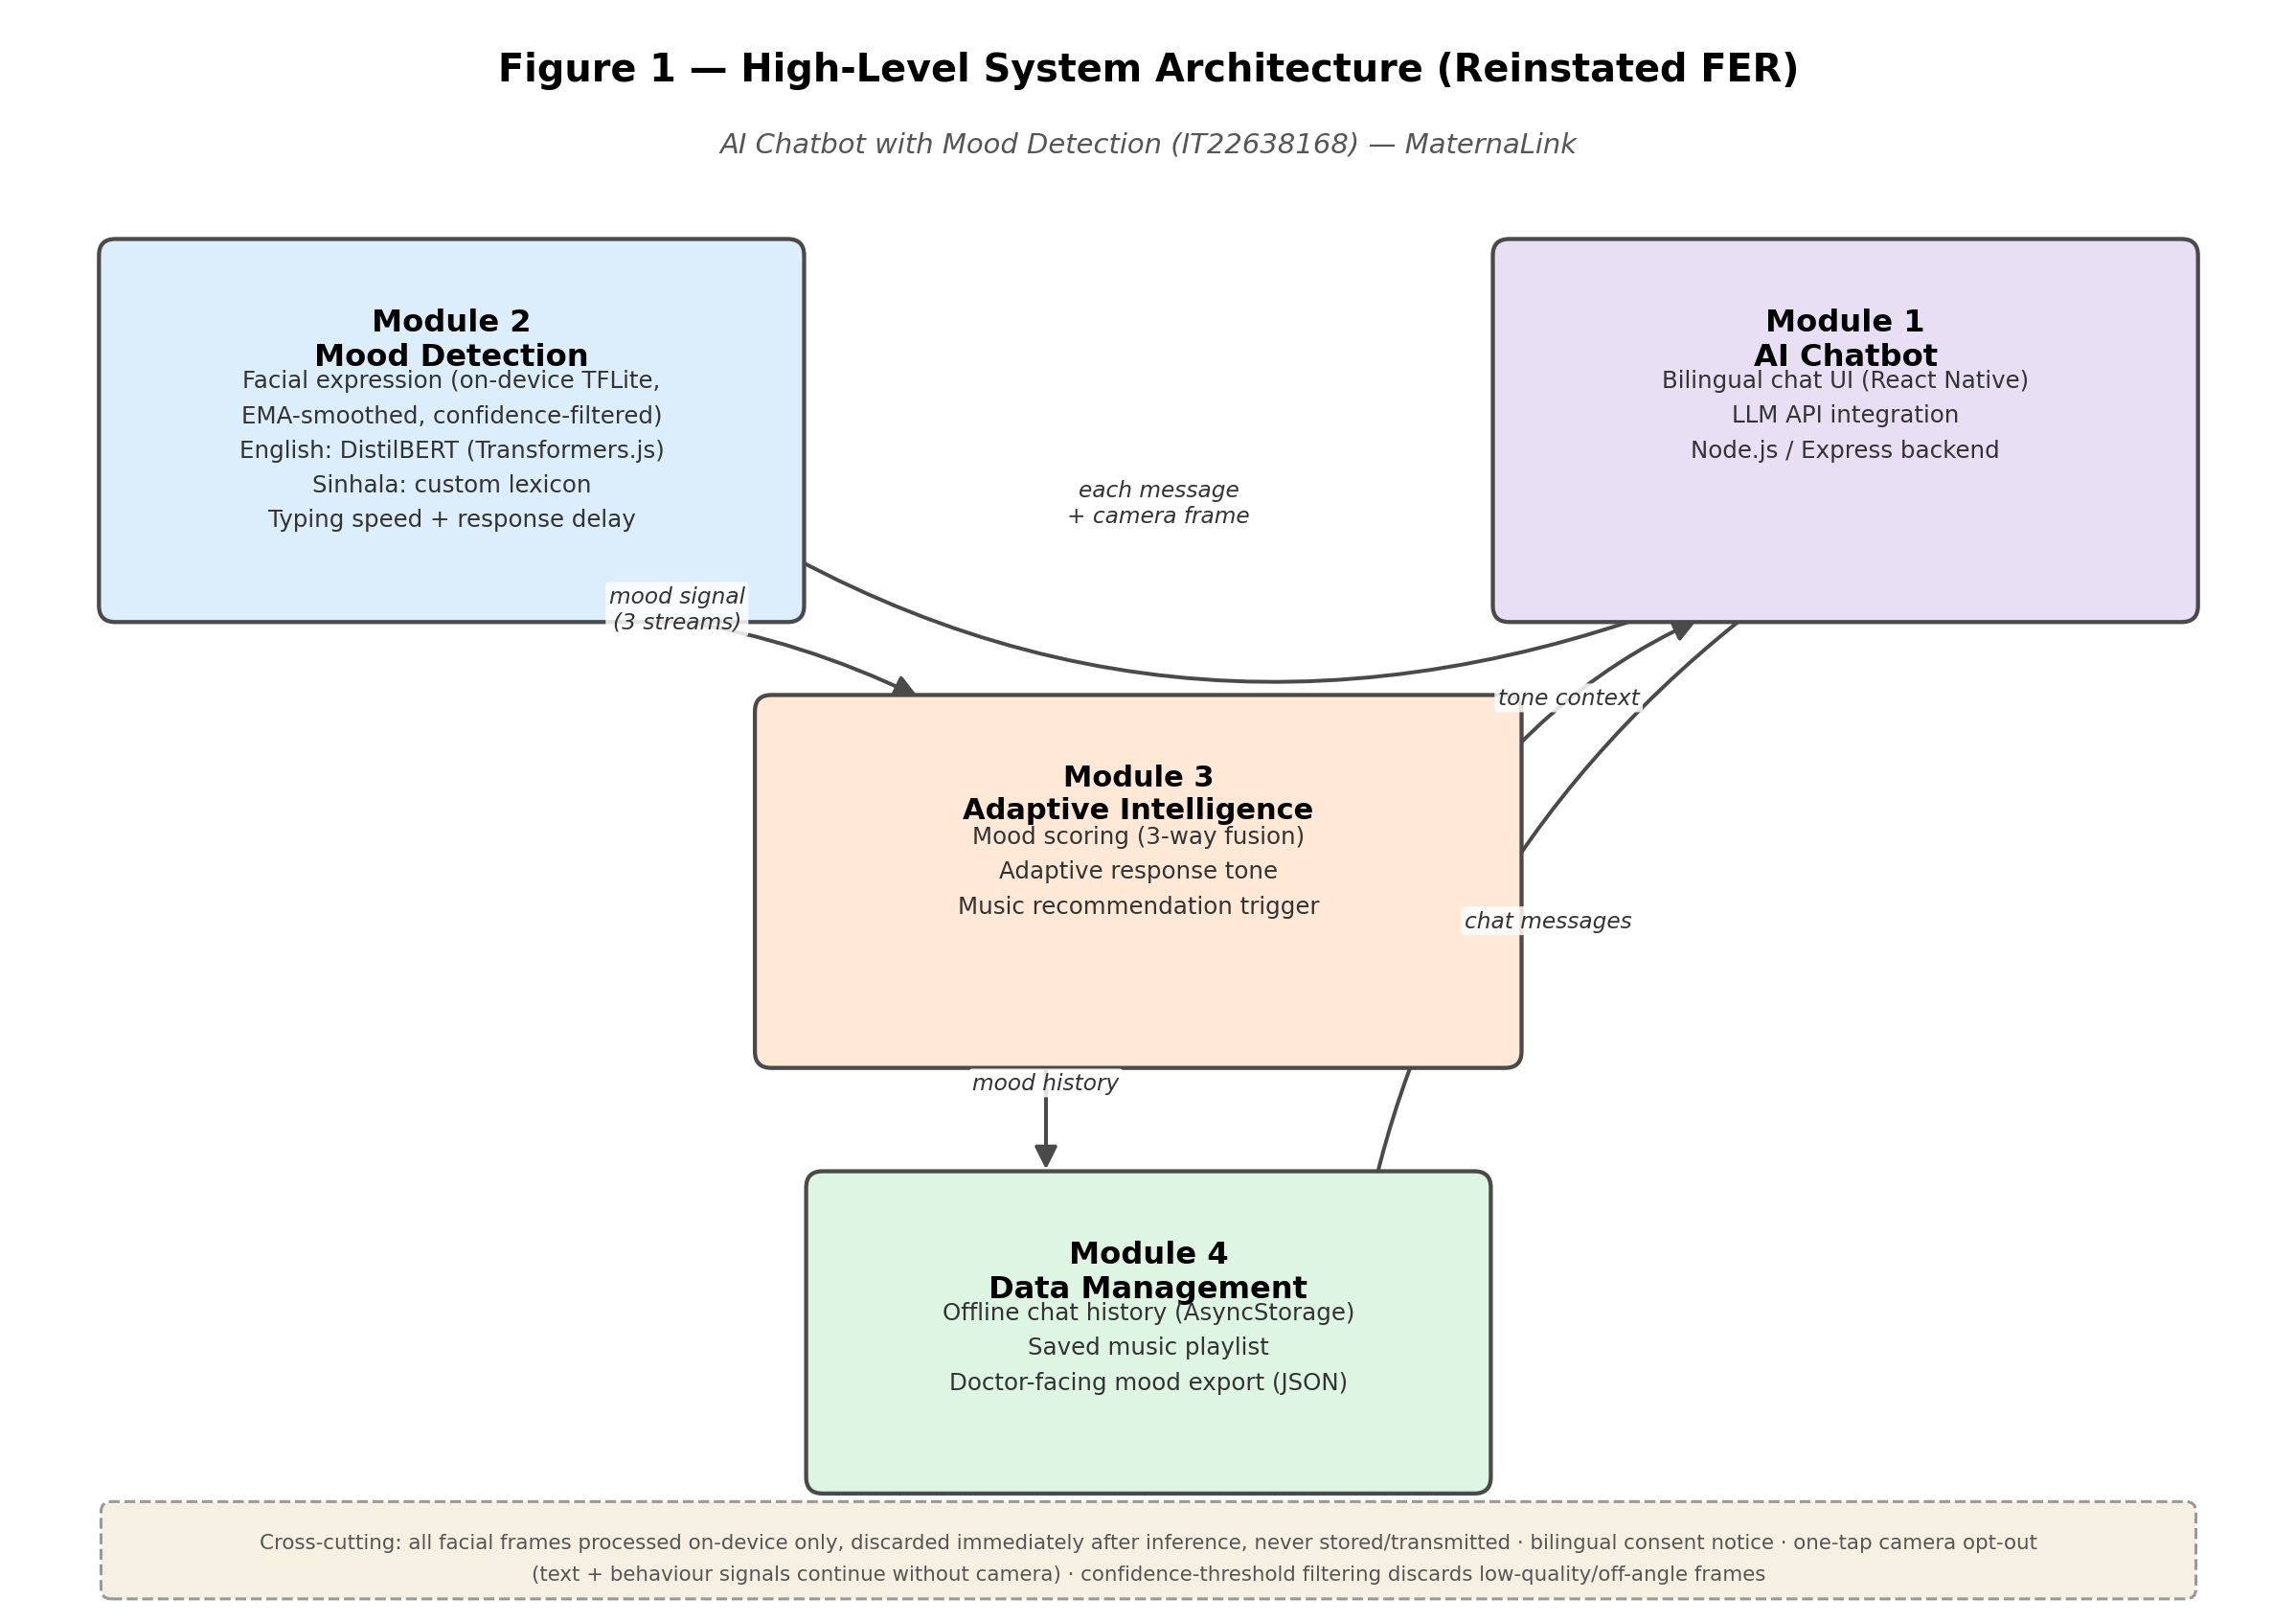 Figure 1 — High-Level System Architecture (Reinstated FER)
AI Chatbot with Mood Detection (IT22638168) — MaternaLink
Module 2
Mood Detection
Facial expression (on-device TFLite,
EMA-smoothed, confidence-filtered)
English: DistilBERT (Transformers.js)
Sinhala: custom lexicon
Typing speed + response delay
Module 1
AI Chatbot
Bilingual chat UI (React Native)
LLM API integration
Node.js / Express backend
each message
+ camera frame
mood signal
(3 streams)
tone context
Module 3
Adaptive Intelligence
Mood scoring (3-way fusion)
Adaptive response tone
Music recommendation trigger
chat messages
mood history
Module 4
Data Management
Offline chat history (AsyncStorage)
Saved music playlist
Doctor-facing mood export (JSON)
Cross-cutting: all facial frames processed on-device only, discarded immediately after inference, never stored/transmitted · bilingual consent notice · one-tap camera opt-out
(text + behaviour signals continue without camera) · confidence-threshold filtering discards low-quality/off-angle frames